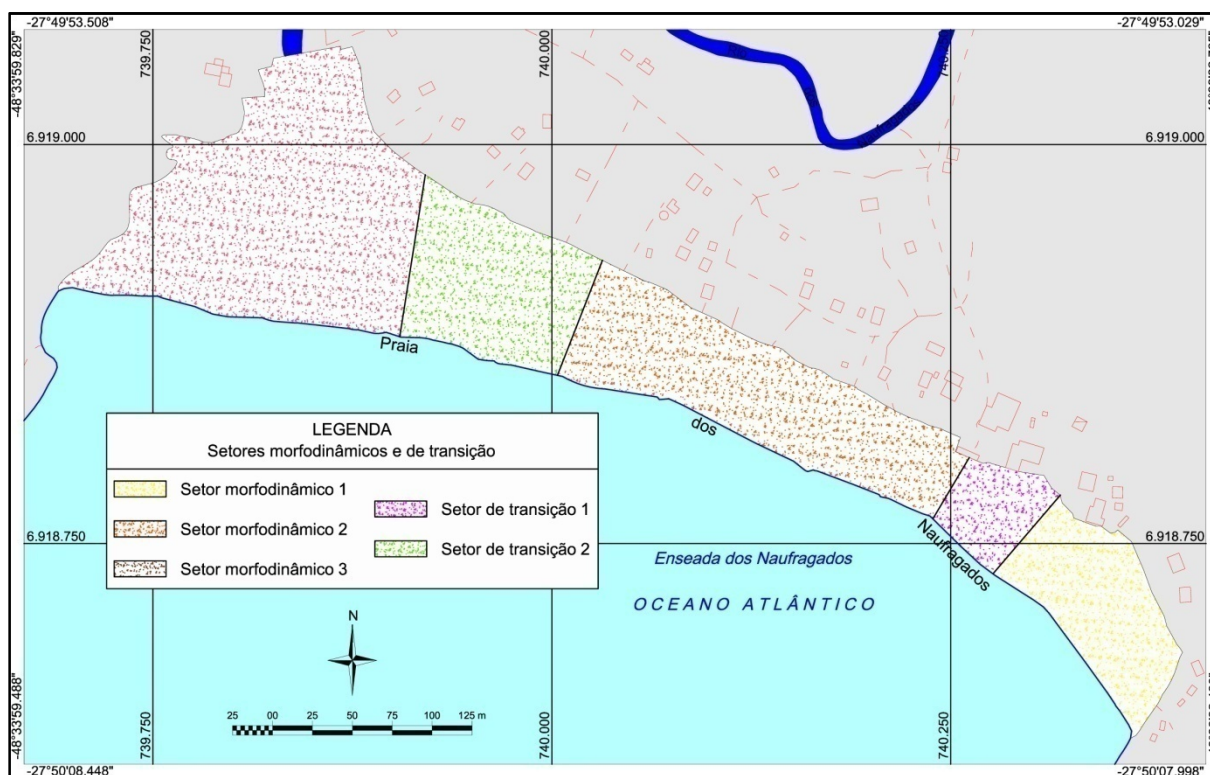 -27°49'53.508"
-27°49'53.029"
-48°33'59.829"
739.750
740.000
6.919.000
6.919.000
Praia
dos
Naufragados
LEGENDA
Setores morfodinâmicos e de transição
Setor morfodinâmico 1
Setor morfodinâmico 2
Setor morfodinâmico 3
Setor de transição 1
Setor de transição 2
6.918.750
6.918.750
Enseada dos Naufragados
OCEANO ATLÂNTICO
N
25 00 25 50 75 100 125 m
-48°33'59.488"
739.750
740.000
740.250
-27°50'08.448"
-27°50'07.998"